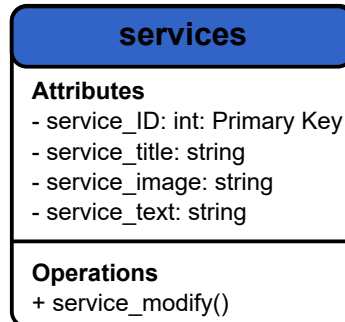 services
Attributes
- service_ID: int: Primary Key
- service_title: string
- service_image: string
- service_text: string
Operations
+ service_modify()